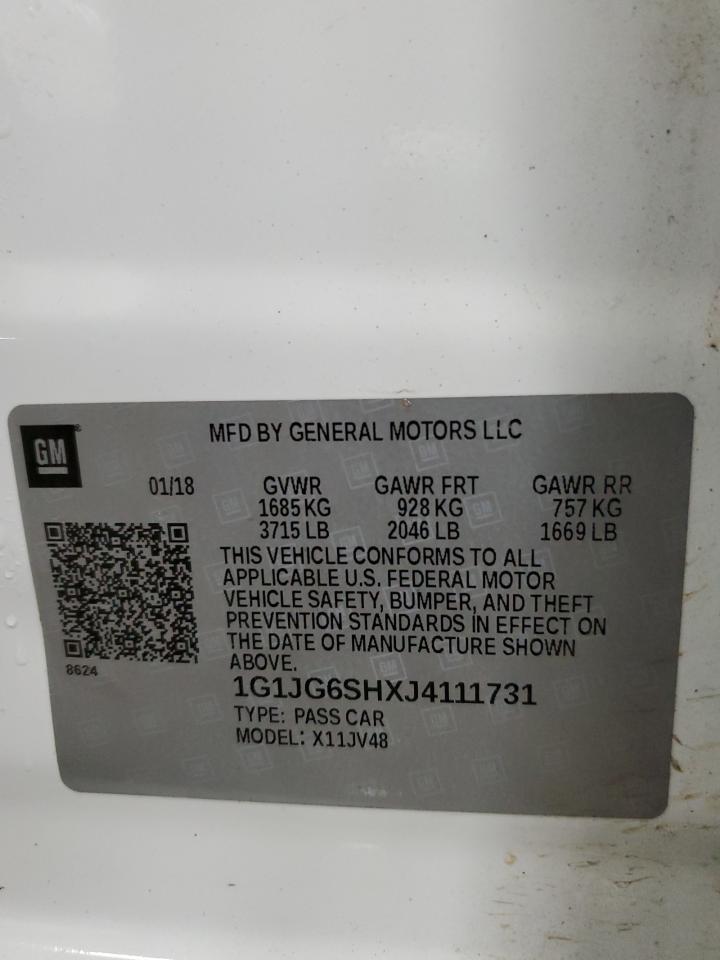 GM
MFD BY GENERAL MOTORS LLC
01/18 GVWR GAWR FRT GAWR RR
1685 KG 928 KG 757 KG
3715 LB 2046 LB 1669 LB
THIS VEHICLE CONFORMS TO ALL
APPLICABLE U.S. FEDERAL MOTOR
VEHICLE SAFETY, BUMPER, AND THEFT
PREVENTION STANDARDS IN EFFECT ON
THE DATE OF MANUFACTURE SHOWN
ABOVE.
8624
1G1JG6SHXJ4111731
TYPE: PASS CAR
MODEL: X11JV48